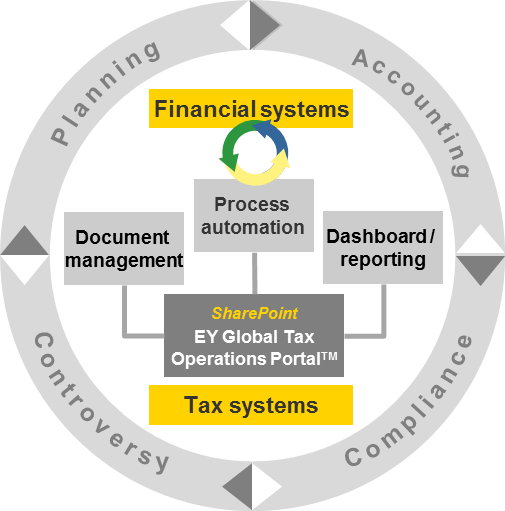 Planning
Accounting
Financial systems
Process
automation
Document
management
Dashboard /
reporting
SharePoint
EY Global Tax
Operations Portal™
Tax systems
Controversy
Compliance